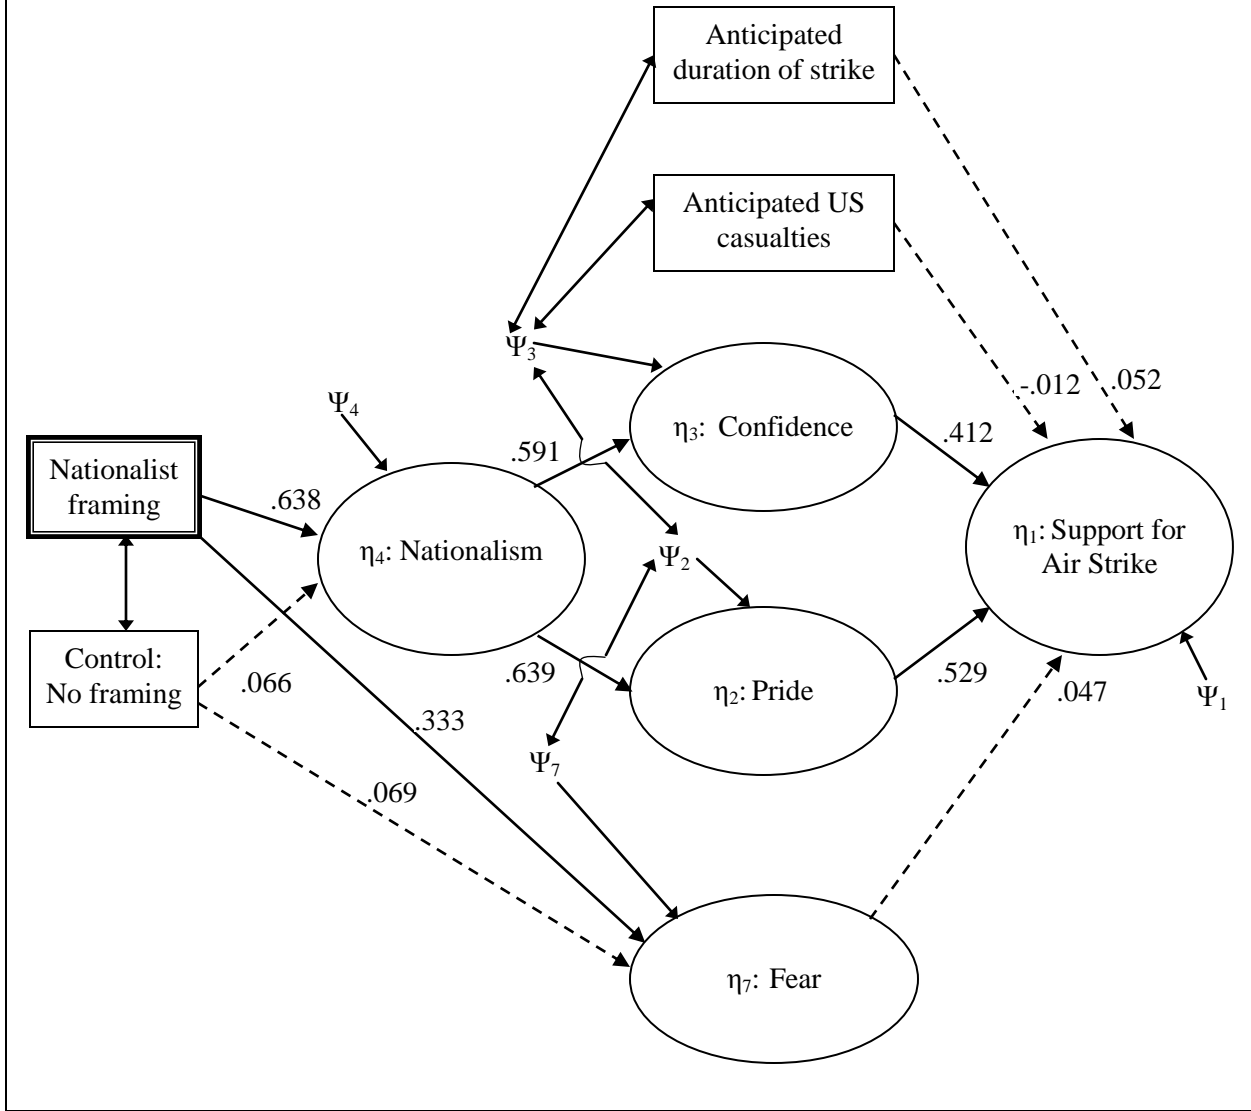 Anticipated
duration of strike
Anticipated US
casualties
Ψ3
-.012
.052
Ψ4
η3: Confidence
.412
.591
Nationalist
framing
.638
η4: Nationalism
Ψ2
η1: Support for
Air Strike
Control:
No framing
.066
.639
η2: Pride
.529
.047
Ψ1
.333
Ψ7
.069
η7: Fear